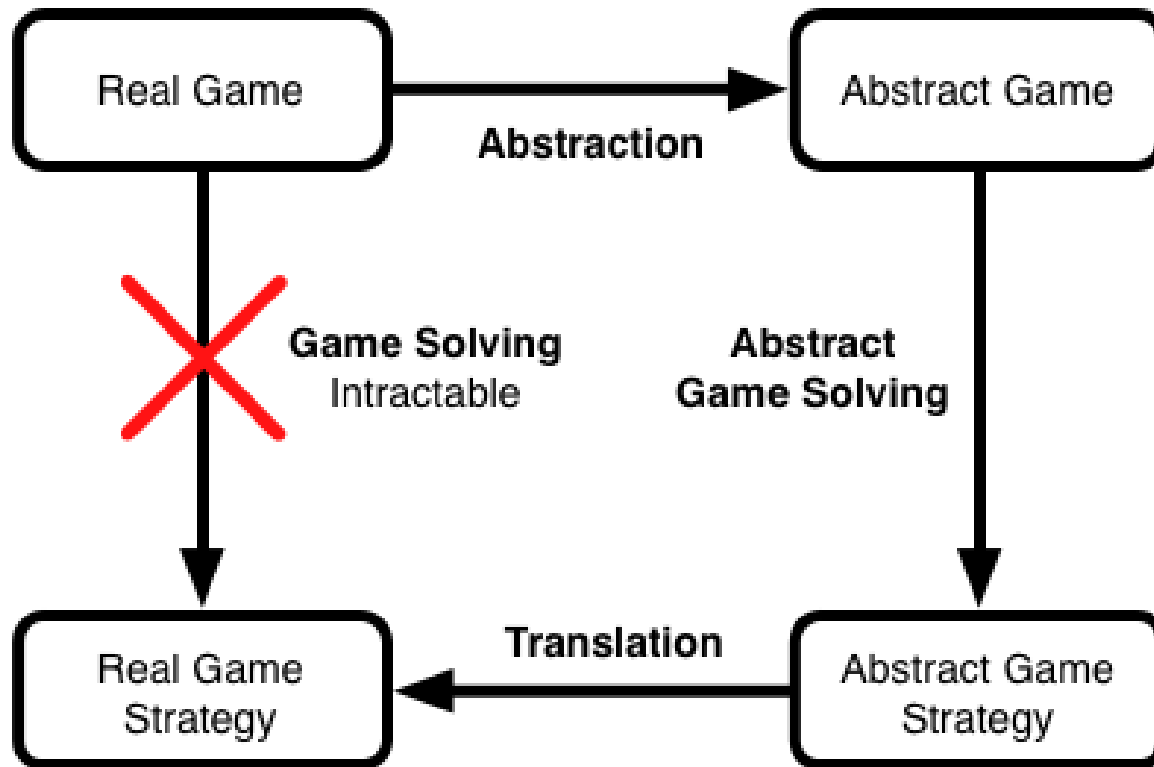 Real Game
Abstract Game
Abstraction
Game Solving
Intractable
Abstract
Game Solving
Translation
Real Game
Strategy
Abstract Game
Strategy